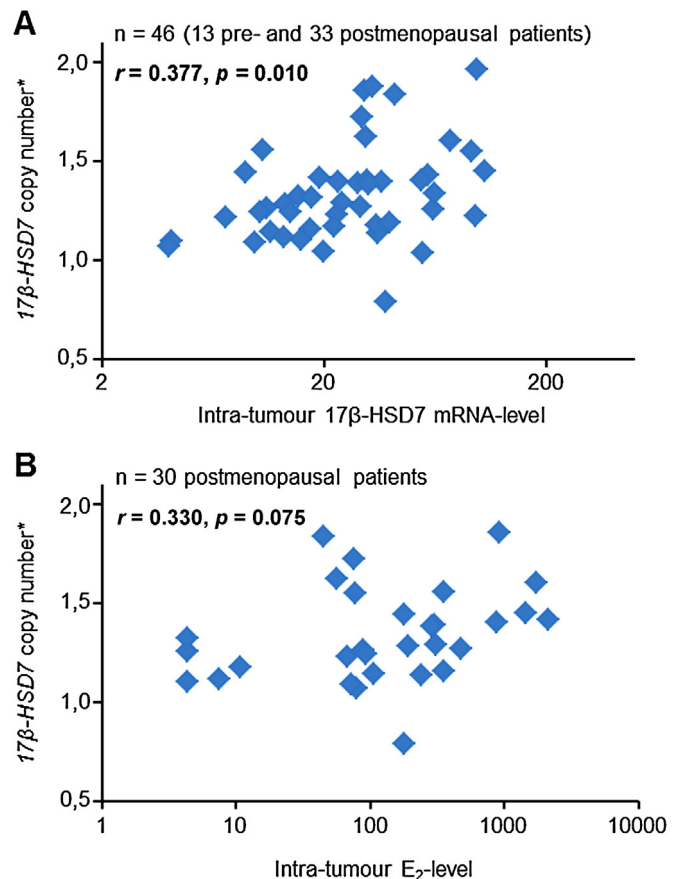 A
n = 46 (13 pre- and 33 postmenopausal patients)
r = 0.377, p = 0.010
17β-HSD7 copy number*
2,0
1,5
1,0
0,5
2
20
200
Intra-tumour 17β-HSD7 mRNA-level
B
n = 30 postmenopausal patients
r = 0.330, p = 0.075
17β-HSD7 copy number*
2,0
1,5
1,0
0,5
1
10
100
1000
10000
Intra-tumour E₂-level